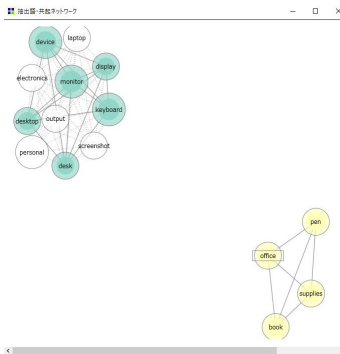 抽出語・共起ネットワーク
laptop
device
display
electronics
monitor
keyboard
desktop
output
screenshot
personal
desk
pen
office
supplies
book